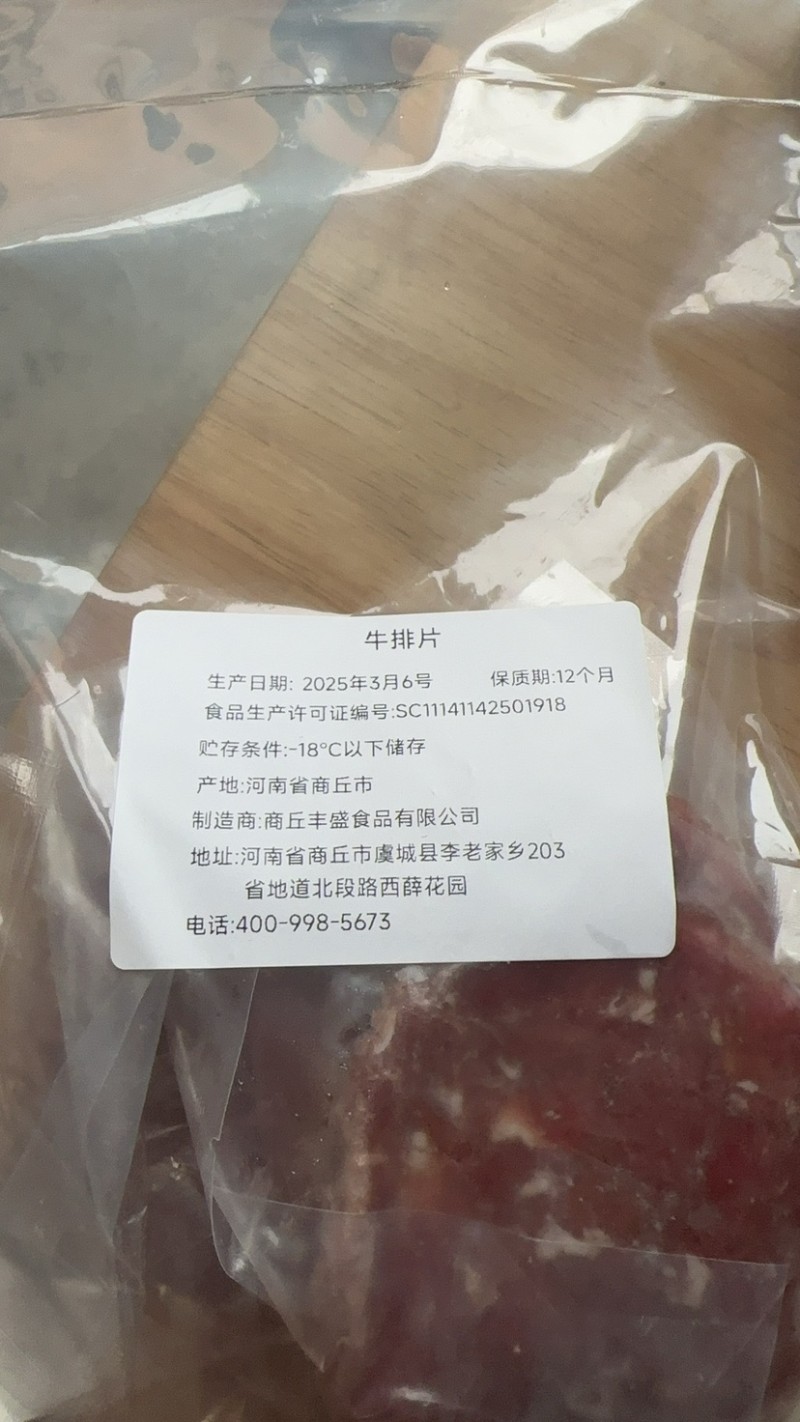 牛排片
生产日期: 2025年3月6号 保质期:12个月
食品生产许可证编号:SC11141142501918
贮存条件:-18°C以下储存
产地:河南省商丘市
制造商:商丘丰盛食品有限公司
地址:河南省商丘市虞城县李老家乡203
省地道北段路西薛花园
电话:400-998-5673